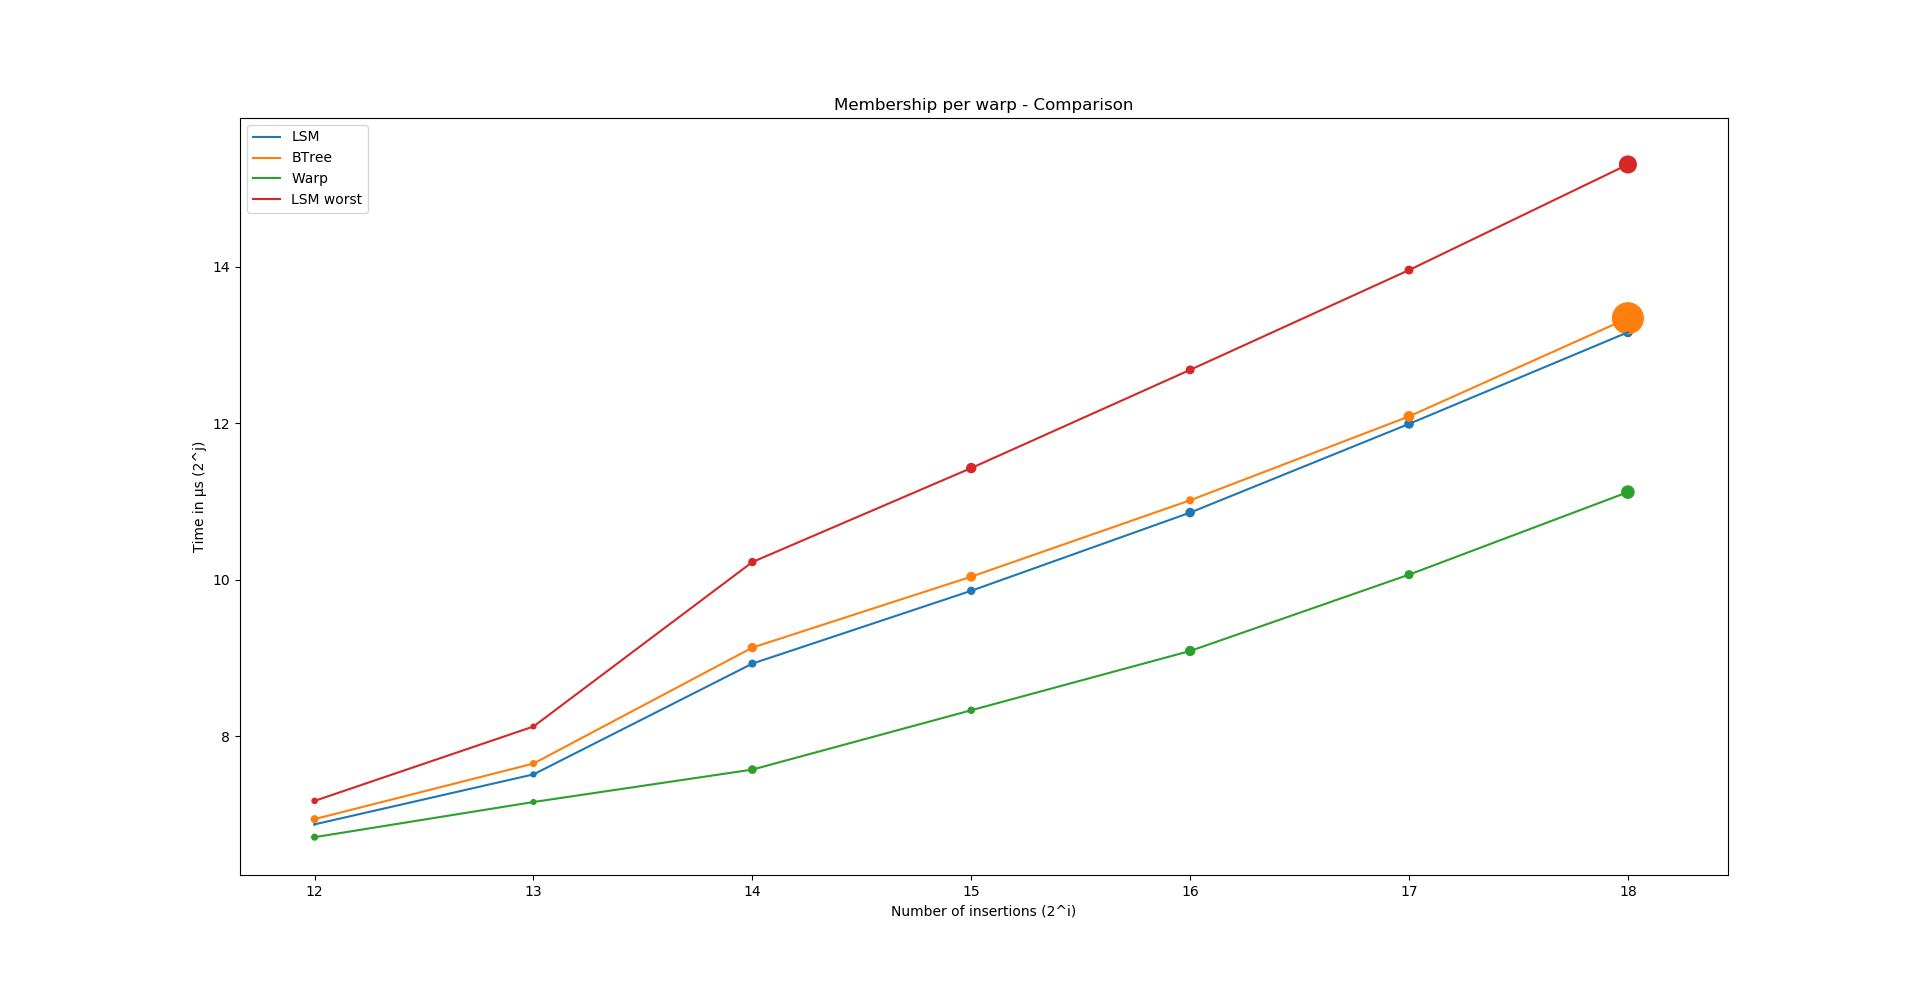 Membership per warp - Comparison
LSM
BTree
Warp
LSM worst
14
12
10
8
Time in µs (2^j)
12 13 14 15 16 17 18
Number of insertions (2^i)